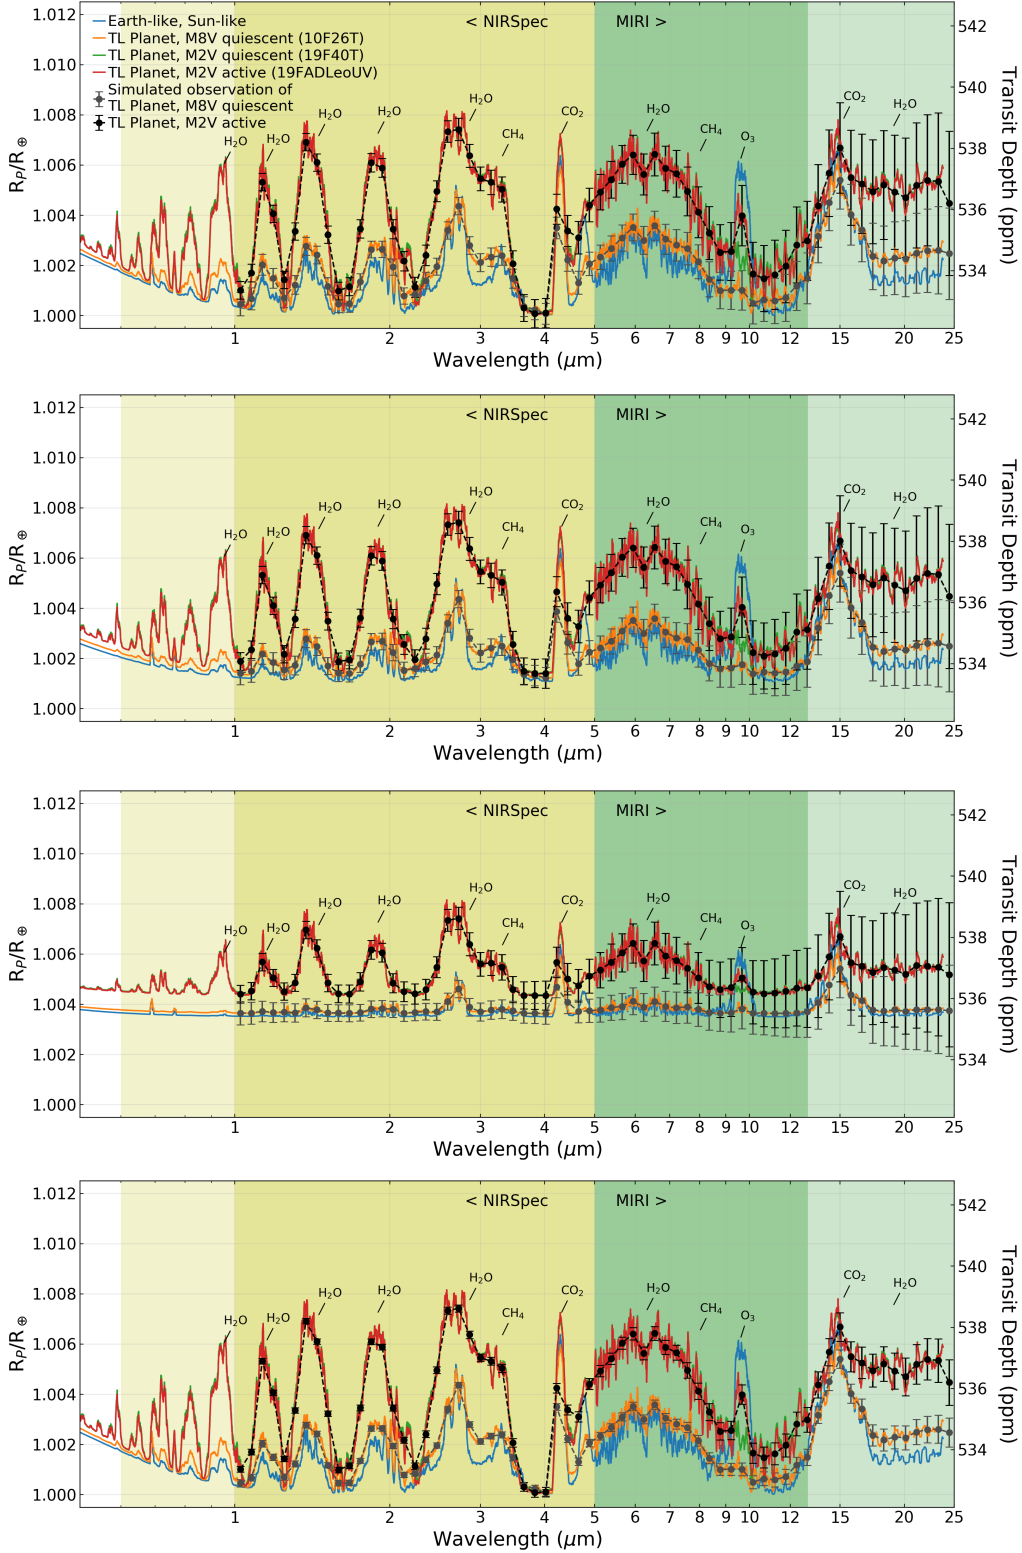 Earth-like, Sun-like
TL Planet, M8V quiescent (10F26T)
TL Planet, M2V quiescent (19F40T)
TL Planet, M2V active (19FADLeoUV)
Simulated observation of
TL Planet, M8V quiescent
TL Planet, M2V active
< NIRSpec
MIRI >
H₂O
H₂O
H₂O
H₂O
H₂O
CH₄
CO₂
H₂O
CH₄
O₃
CO₂
H₂O
1.012
1.010
1.008
1.006
1.004
1.002
1.000
R_P/R_⊕
542
540
538
536
534
Transit Depth (ppm)
1 2 3 4 5 6 7 8 9 10 12 15 20 25
Wavelength (μm)
< NIRSpec
MIRI >
H₂O
H₂O
H₂O
H₂O
H₂O
CH₄
CO₂
H₂O
CH₄
O₃
CO₂
H₂O
1.012
1.010
1.008
1.006
1.004
1.002
1.000
R_P/R_⊕
542
540
538
536
534
Transit Depth (ppm)
1 2 3 4 5 6 7 8 9 10 12 15 20 25
Wavelength (μm)
< NIRSpec
MIRI >
H₂O
H₂O
H₂O
H₂O
H₂O
CH₄
CO₂
H₂O
CH₄
O₃
CO₂
H₂O
1.012
1.010
1.008
1.006
1.004
1.002
1.000
R_P/R_⊕
542
540
538
536
534
Transit Depth (ppm)
1 2 3 4 5 6 7 8 9 10 12 15 20 25
Wavelength (μm)
< NIRSpec
MIRI >
H₂O
H₂O
H₂O
H₂O
H₂O
CH₄
CO₂
H₂O
CH₄
O₃
CO₂
H₂O
1.012
1.010
1.008
1.006
1.004
1.002
1.000
R_P/R_⊕
542
540
538
536
534
Transit Depth (ppm)
1 2 3 4 5 6 7 8 9 10 12 15 20 25
Wavelength (μm)